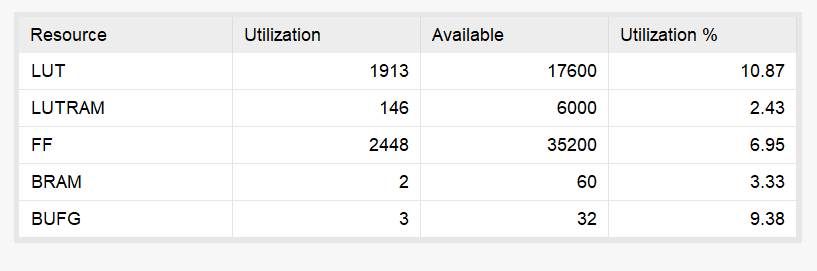 Resource Utilization Available Utilization %
LUT 1913 17600 10.87
LUTRAM 146 6000 2.43
FF 2448 35200 6.95
BRAM 2 60 3.33
BUFG 3 32 9.38